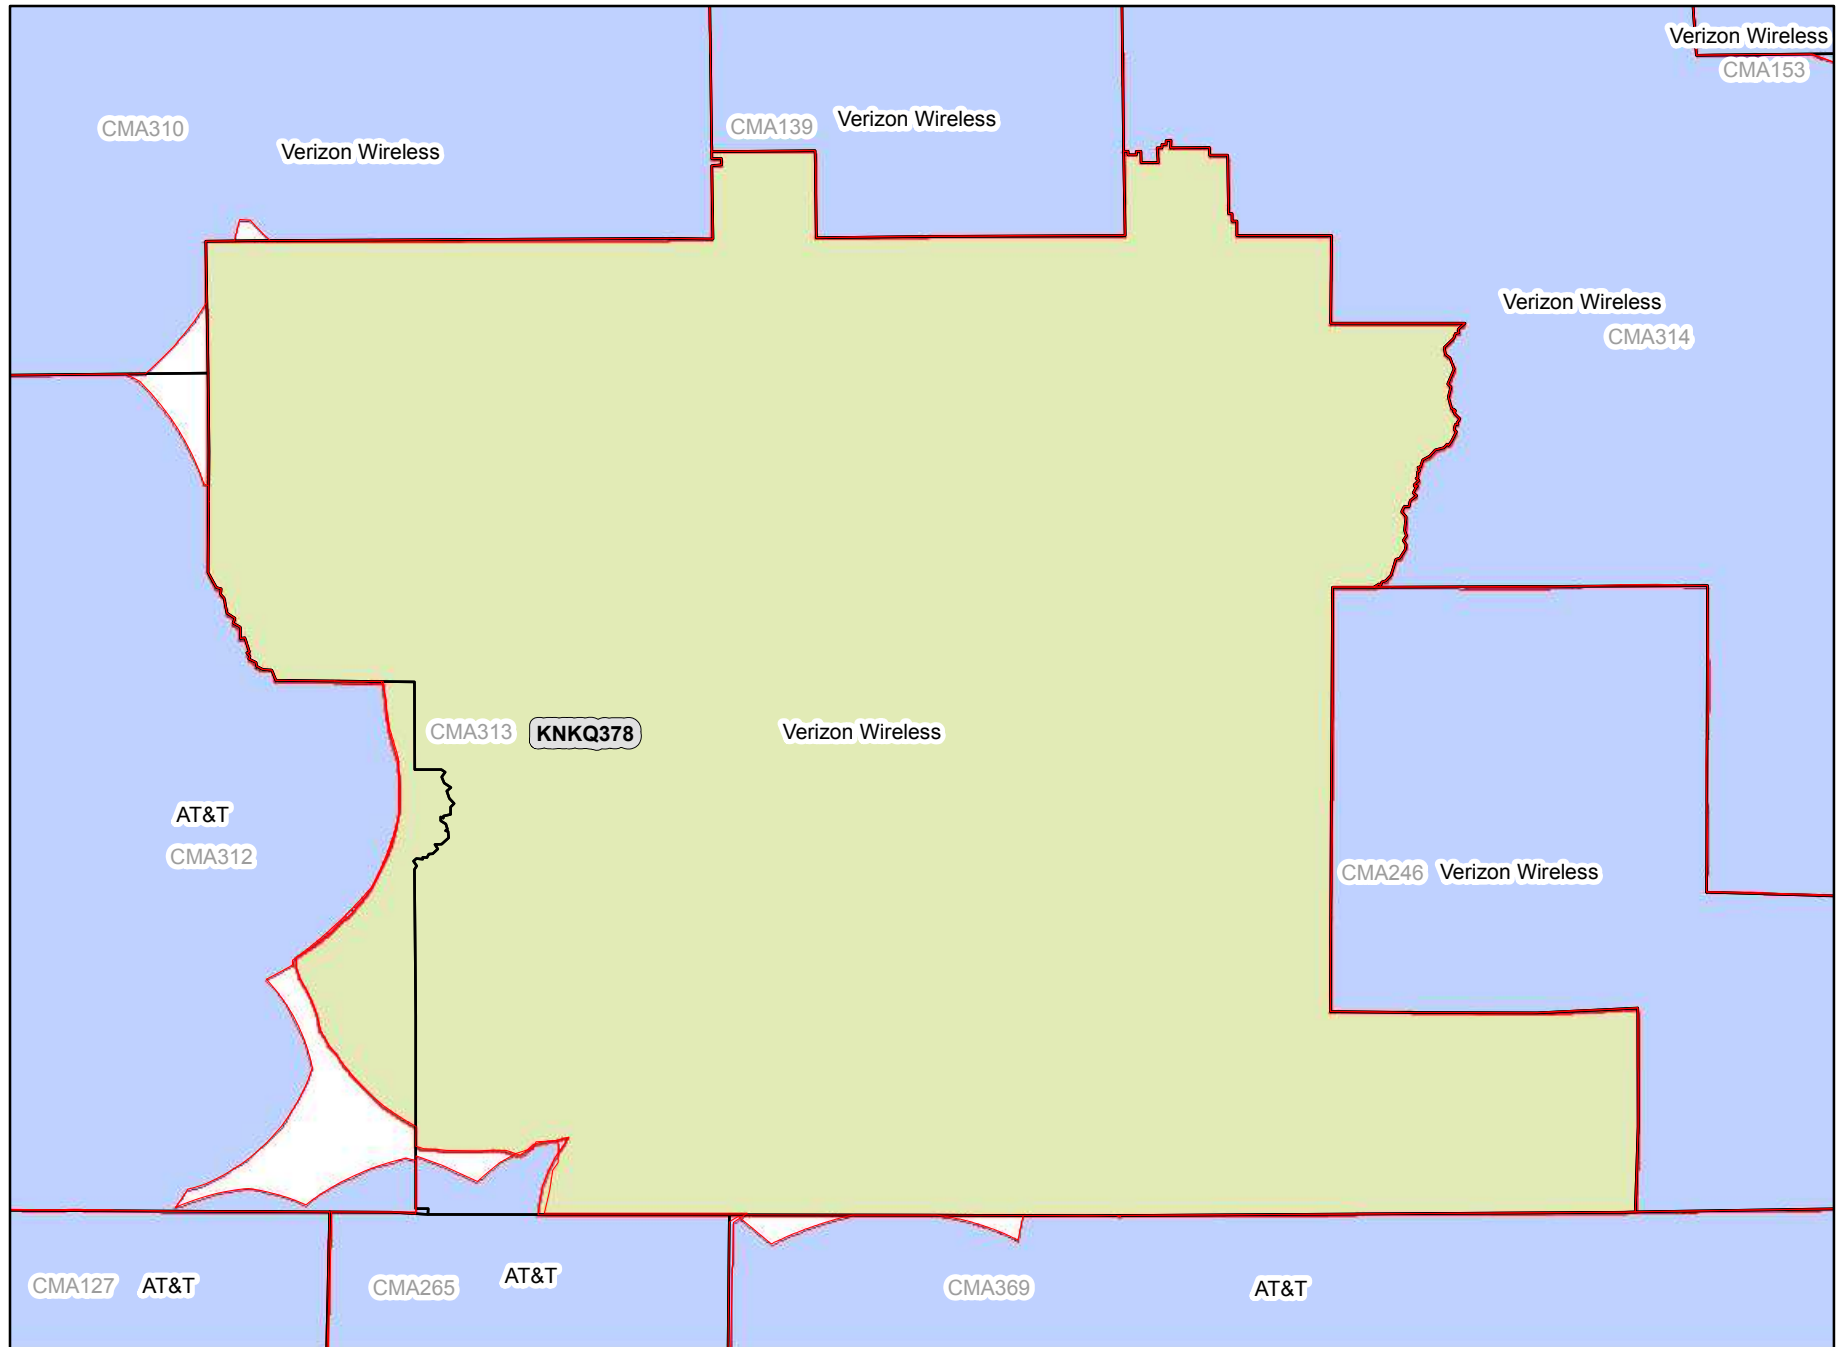 Verizon Wireless
CMA153
CMA310
Verizon Wireless
CMA139
Verizon Wireless
Verizon Wireless
CMA314
CMA313
KNKQ378
Verizon Wireless
AT&T
CMA312
CMA246
Verizon Wireless
CMA127
AT&T
CMA265
AT&T
CMA369
AT&T